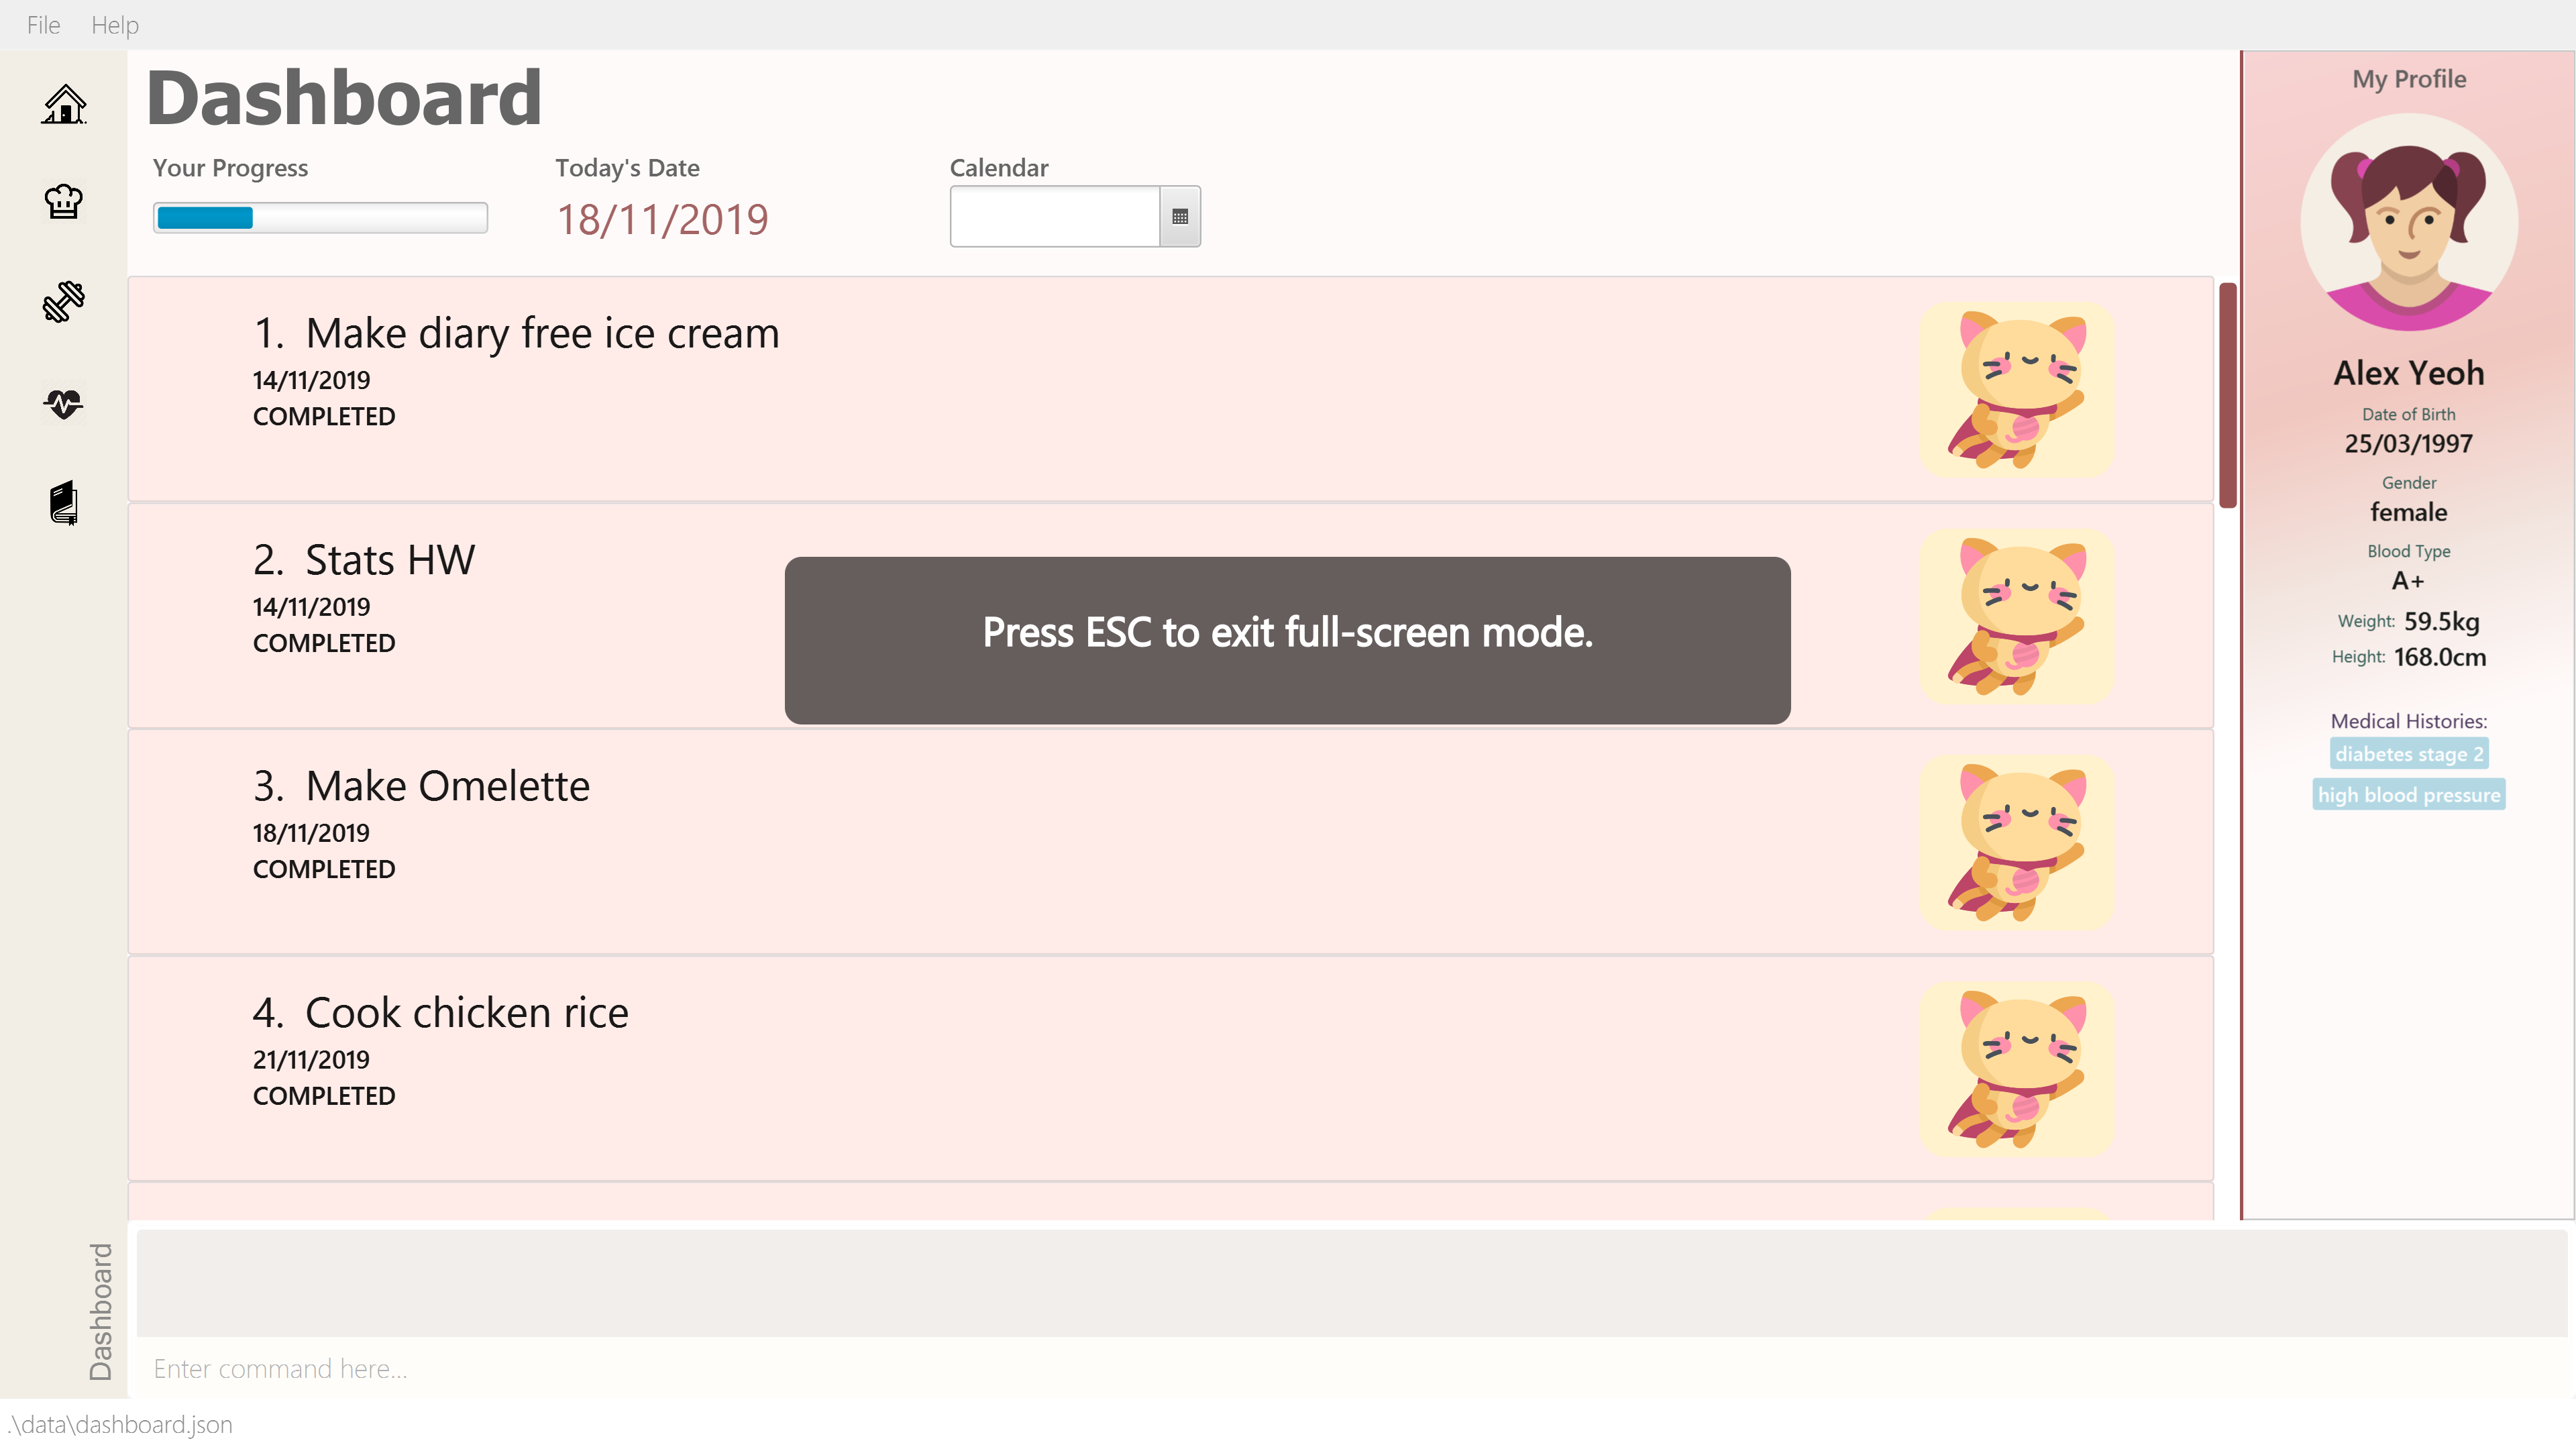 File Help
Dashboard
Your Progress
Today's Date
18/11/2019
Calendar
1. Make diary free ice cream
14/11/2019
COMPLETED
2. Stats HW
14/11/2019
COMPLETED
Press ESC to exit full-screen mode.
3. Make Omelette
18/11/2019
COMPLETED
4. Cook chicken rice
21/11/2019
COMPLETED
My Profile
Alex Yeoh
Date of Birth
25/03/1997
Gender
female
Blood Type
A+
Weight: 59.5kg
Height: 168.0cm
Medical Histories:
diabetes stage 2
high blood pressure
Dashboard
Enter command here...
.\data\dashboard.json